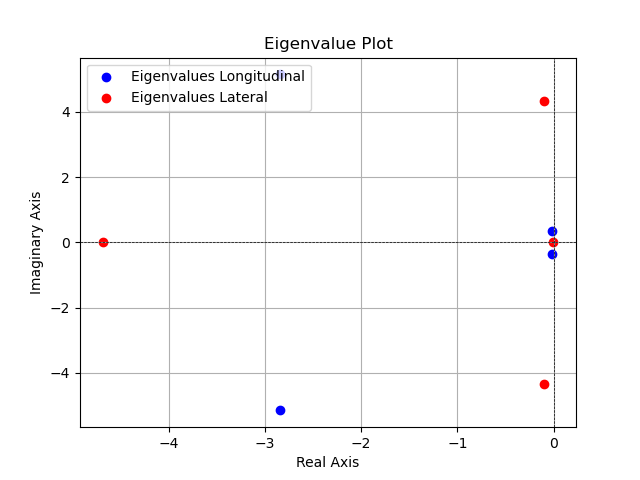 Eigenvalue Plot
Eigenvalues Longitudinal
Eigenvalues Lateral
Imaginary Axis
4
2
0
−2
−4
−4
−3
−2
−1
0
Real Axis